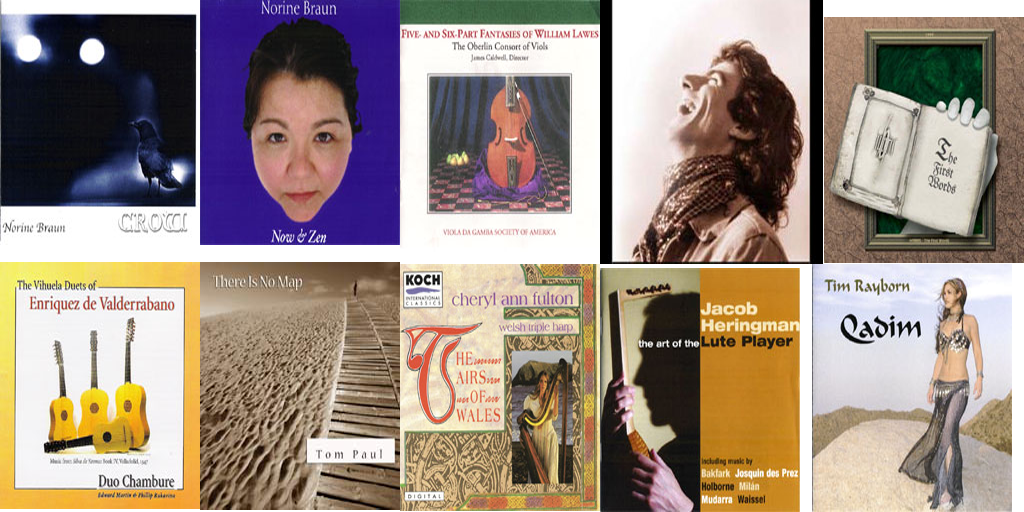 Norine Braun
CROW
Norine Braun
Now & Zen
FIVE- AND SIX-PART FANTASIES OF WILLIAM LAWES
The Oberlin Consort of Viols
James Caldwell, Director
VIOLA DA GAMBA SOCIETY OF AMERICA
The
First
Words
The Vihuela Duets of
Enriquez de Valderrabano
Duo Chambure
There Is No Map
Tom Paul
KOCH
INTERNATIONAL
CLASSICS
cheryl ann fulton
welsh triple harp
THE
AIRS
OF
WALES
DIGITAL
Jacob
Heringman
the art of the Lute Player
including music by
Bakfark Josquin des Prez
Holborne Milán
Mudarra Waissel
Tim Rayborn
Qadim